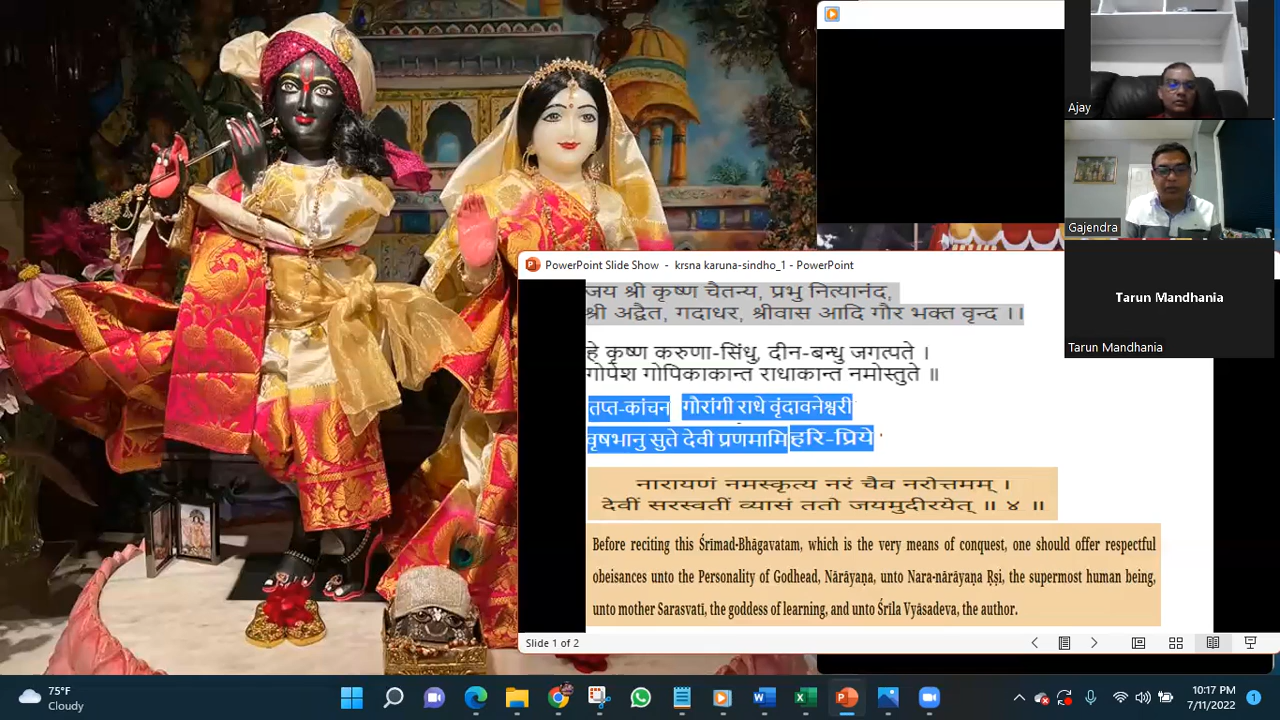 Ajay
Gajendra
Tarun Mandhania
Tarun Mandhania
PowerPoint Slide Show - krsna karuna-sindho_1 - PowerPoint
जय श्री कृष्ण चैतन्य, प्रभु नित्यानंद,
श्री अद्वैत, गदाधर, श्रीवास आदि गौर भक्त वृन्द ।।
हे कृष्ण करुणा-सिंधु, दीन-बन्धु जगत्पते ।
गोपेश गोपिकाकान्त राधाकान्त नमोस्तुते ॥
तप्त-कांचन गौरांगी राधे वृंदावनेश्वरी
वृषभानु सुते देवी प्रणमामि हरि-प्रिये
नारायणं नमस्कृत्य नरं चैव नरोत्तमम् ।
देवीं सरस्वतीं व्यासं ततो जयमुदीरयेत् ॥ ४ ॥
Before reciting this Śrīmad-Bhāgavatam, which is the very means of conquest, one should offer respectful
obeisances unto the Personality of Godhead, Nārāyaṇa, unto Nara-nārāyaṇa Ṛṣi, the supermost human being,
unto mother Sarasvatī, the goddess of learning, and unto Śrīla Vyāsadeva, the author.
Slide 1 of 2
75°F
Cloudy
10:17 PM
7/11/2022
1